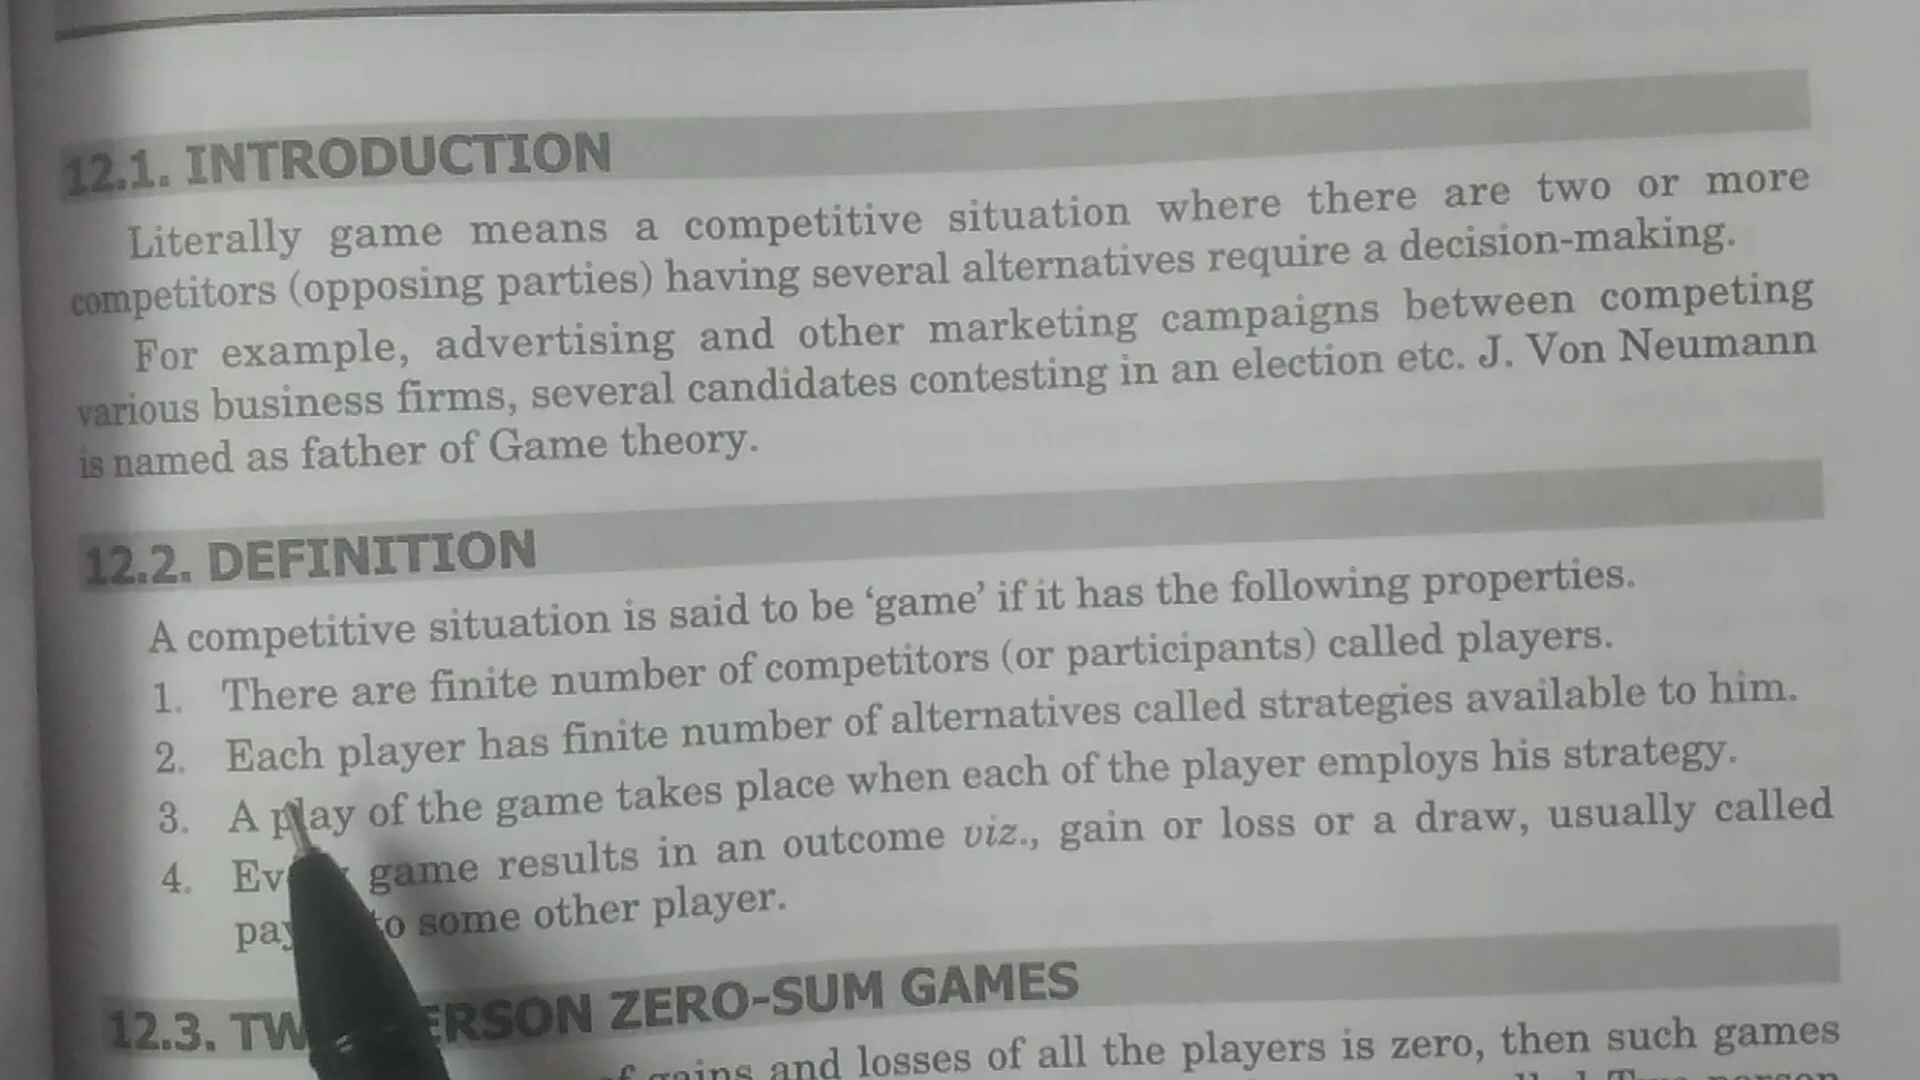 12.1. INTRODUCTION
Literally game means a competitive situation where there are two or more
competitors (opposing parties) having several alternatives require a decision-making.
For example, advertising and other marketing campaigns between competing
various business firms, several candidates contesting in an election etc. J. Von Neumann
is named as father of Game theory.
12.2. DEFINITION
A competitive situation is said to be ‘game’ if it has the following properties.
1. There are finite number of competitors (or participants) called players.
2. Each player has finite number of alternatives called strategies available to him.
3. A play of the game takes place when each of the player employs his strategy.
4. game results in an outcome viz., gain or loss or a draw, usually called
some other player.
12.3. ZERO-SUM GAMES
gains and losses of all the players is zero, then such games